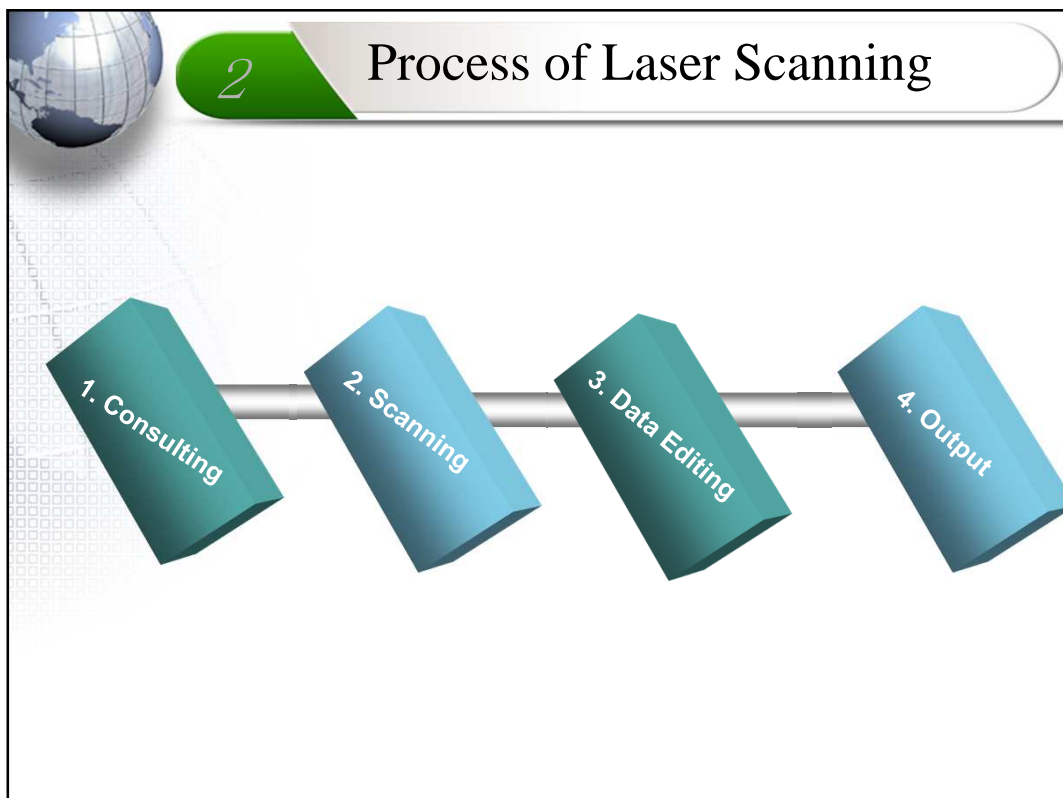 2
Process of Laser Scanning
1. Consulting
2. Scanning
3. Data Editing
4. Output